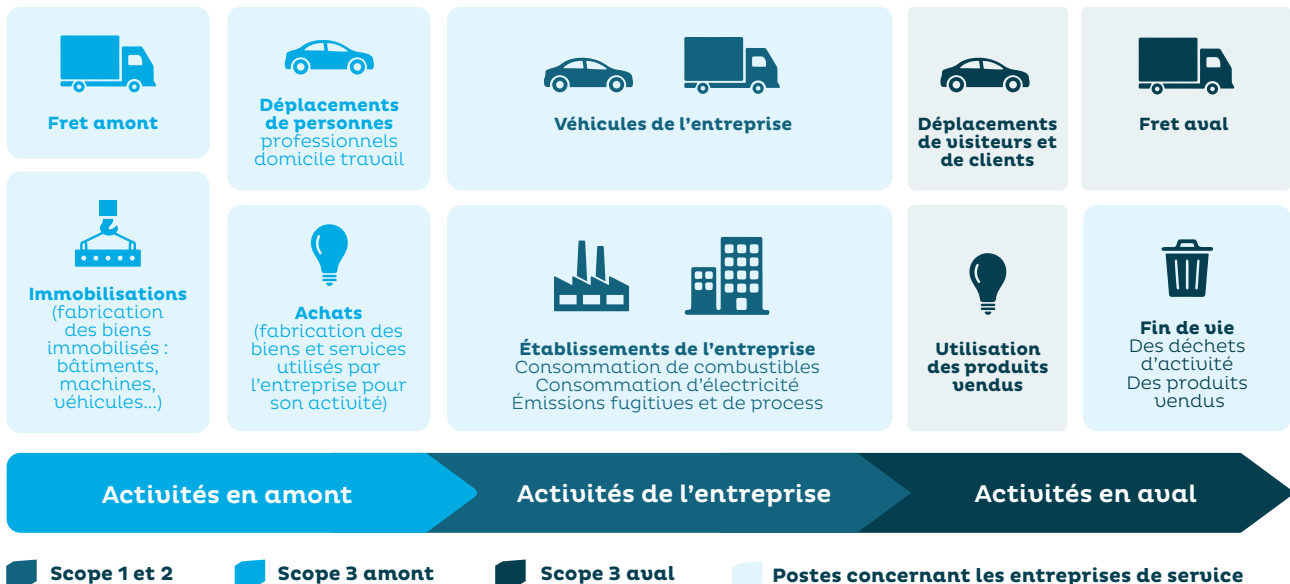 Fret amont
Déplacements
de personnes
professionnels
domicile travail
Véhicules de l'entreprise
Déplacements
de visiteurs et
de clients
Fret aval
Immobilisations
(fabrication
des biens
immobilisés :
bâtiments,
machines,
véhicules...)
Achats
(fabrication des
biens et services
utilisés par
l'entreprise pour
son activité)
Établissements de l'entreprise
Consommation de combustibles
Consommation d'électricité
Émissions fugitives et de process
Utilisation
des produits
vendus
Fin de vie
Des déchets
d'activité
Des produits
vendus
Activités en amont
Activités de l'entreprise
Activités en aval
Scope 1 et 2
Scope 3 amont
Scope 3 aval
Postes concernant les entreprises de service